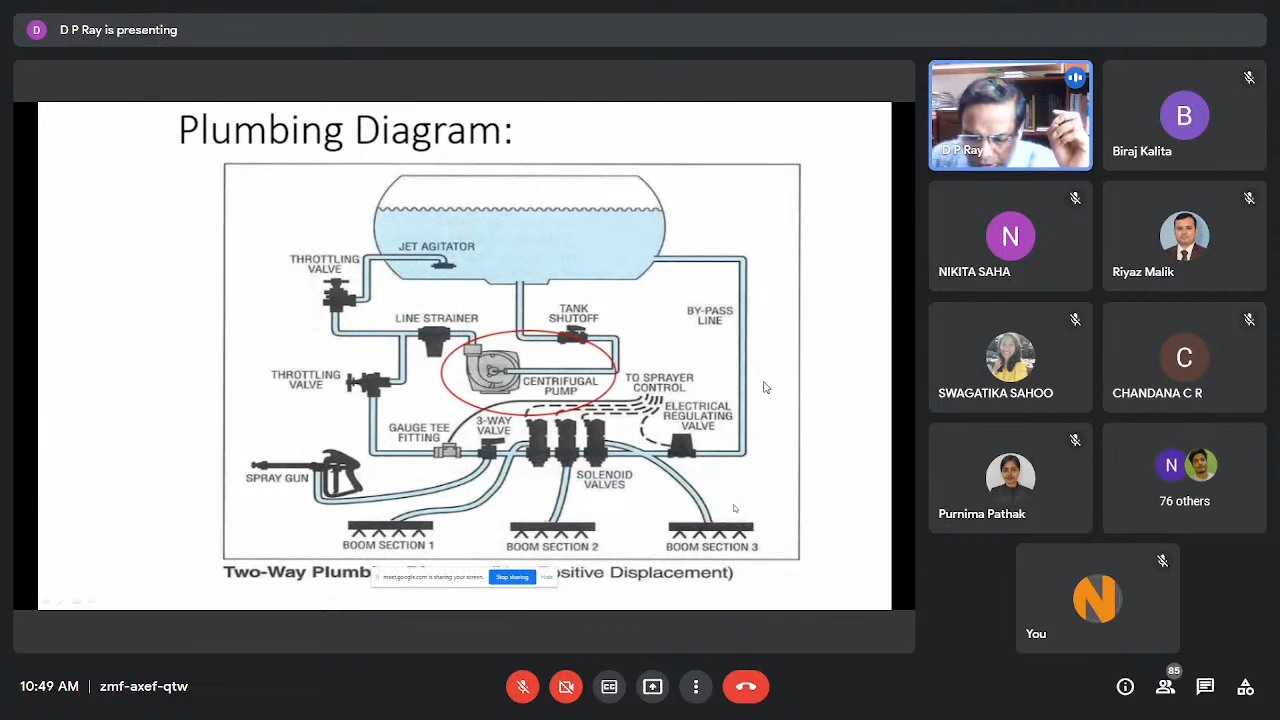 D
D P Ray is presenting
Plumbing Diagram:
JET AGITATOR
THROTTLING
VALVE
LINE STRAINER
TANK
SHUTOFF
BY-PASS
LINE
THROTTLING
VALVE
CENTRIFUGAL
PUMP
TO SPRAYER
CONTROL
ELECTRICAL
REGULATING
VALVE
GAUGE TEE
FITTING
3-WAY
VALVE
SPRAY GUN
SOLENOID
VALVES
BOOM SECTION 1
BOOM SECTION 2
BOOM SECTION 3
Two-Way Plumb
ositive Displacement)
meet.google.com is sharing your screen.
Stop sharing
Hide
D P Ray
B
Biraj Kalita
N
NIKITA SAHA
Riyaz Malik
SWAGATIKA SAHOO
C
CHANDANA C R
Purnima Pathak
N
76 others
N
You
10:49 AM | zmf-axef-qtw
85